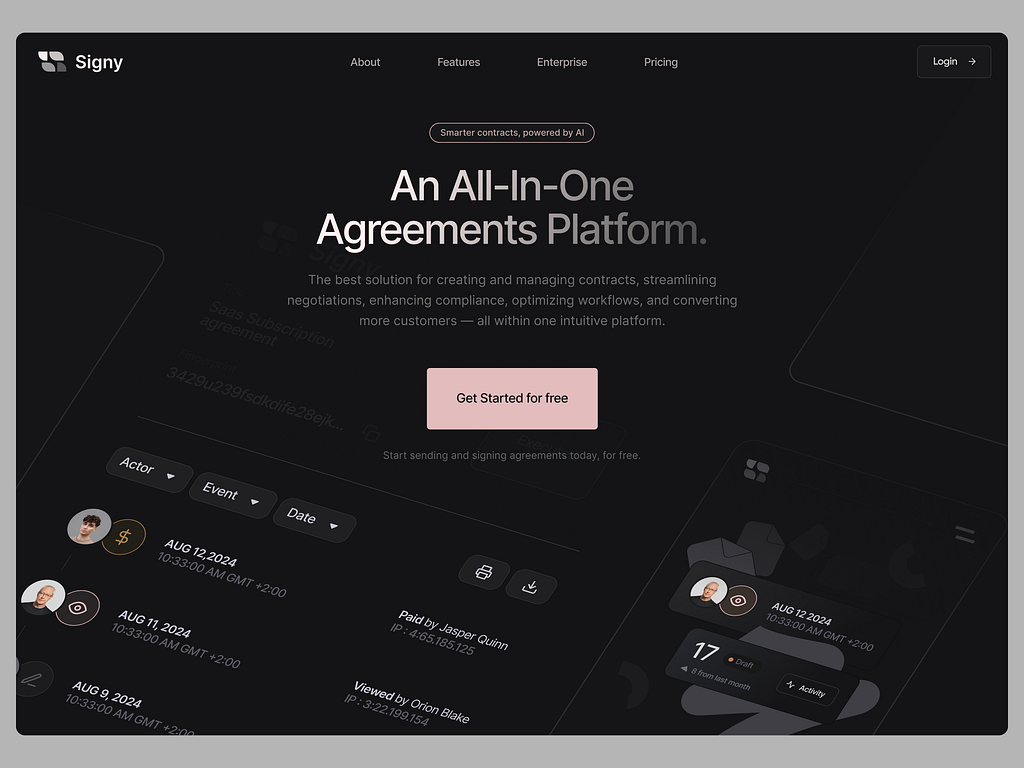 Signy
About
Features
Enterprise
Pricing
Login
Smarter contracts, powered by AI
An All-In-One
Agreements Platform.
The best solution for creating and managing contracts, streamlining
negotiations, enhancing compliance, optimizing workflows, and converting
more customers — all within one intuitive platform.
Get Started for free
Start sending and signing agreements today, for free.
Signy
Saas Subscription
agreement
3429u239fsdkdife28ejk...
Actor
Event
Date
AUG 12,2024
10:33:00 AM GMT +2:00
Paid by Jasper Quinn
IP : 4:65.185.125
AUG 11, 2024
10:33:00 AM GMT +2:00
Viewed by Orion Blake
IP : 3:22.199.154
AUG 9, 2024
10:33:00 AM GMT +2:00
AUG 12 2024
10:33:00 AM GMT +2:00
17
Draft
8 from last month
Activity